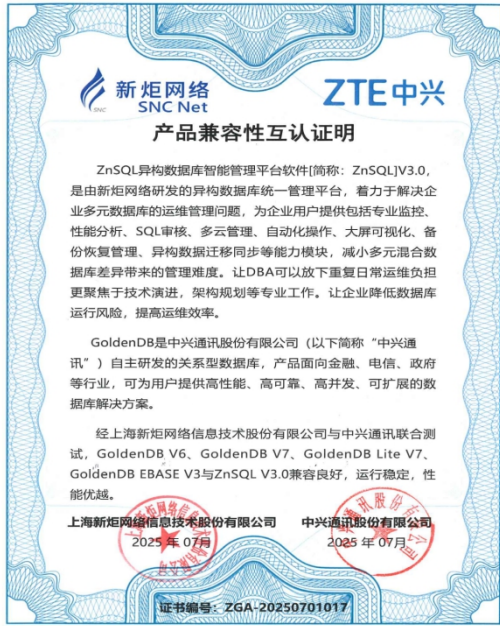 新炬网络
SNC Net
SNC
ZTE中兴
产品兼容性互认证明
ZnSQL异构数据库智能管理平台软件[简称：ZnSQL]V3.0，
是由新炬网络研发的异构数据库统一管理平台，着力于解决企
业多元数据库的运维管理问题，为企业用户提供包括专业监控、
性能分析、SQL审核、多云管理、自动化操作、大屏可视化、备
份恢复管理、异构数据迁移同步等能力模块，减小多元混合数
据库差异带来的管理难度。让DBA可以放下重复日常运维负担
更聚焦于技术演进，架构规划等专业工作。让企业降低数据库
运行风险，提高运维效率。
GoldenDB是中兴通讯股份有限公司（以下简称“中兴通
讯”）自主研发的关系型数据库，产品面向金融、电信、政府
等行业，可为用户提供高性能、高可靠、高并发、可扩展的数
据库解决方案。
经上海新炬网络信息技术股份有限公司与中兴通讯联合测
试，GoldenDB V6、GoldenDB V7、GoldenDB Lite V7、
GoldenDB EBASE V3与ZnSQL V3.0兼容良好，运行稳定，性
能优越。
上海新炬网络信息技术股份有限公司
中兴通讯股份有限公司
2025 年 07月
2025 年 07月
证书编号：ZGA-20250701017